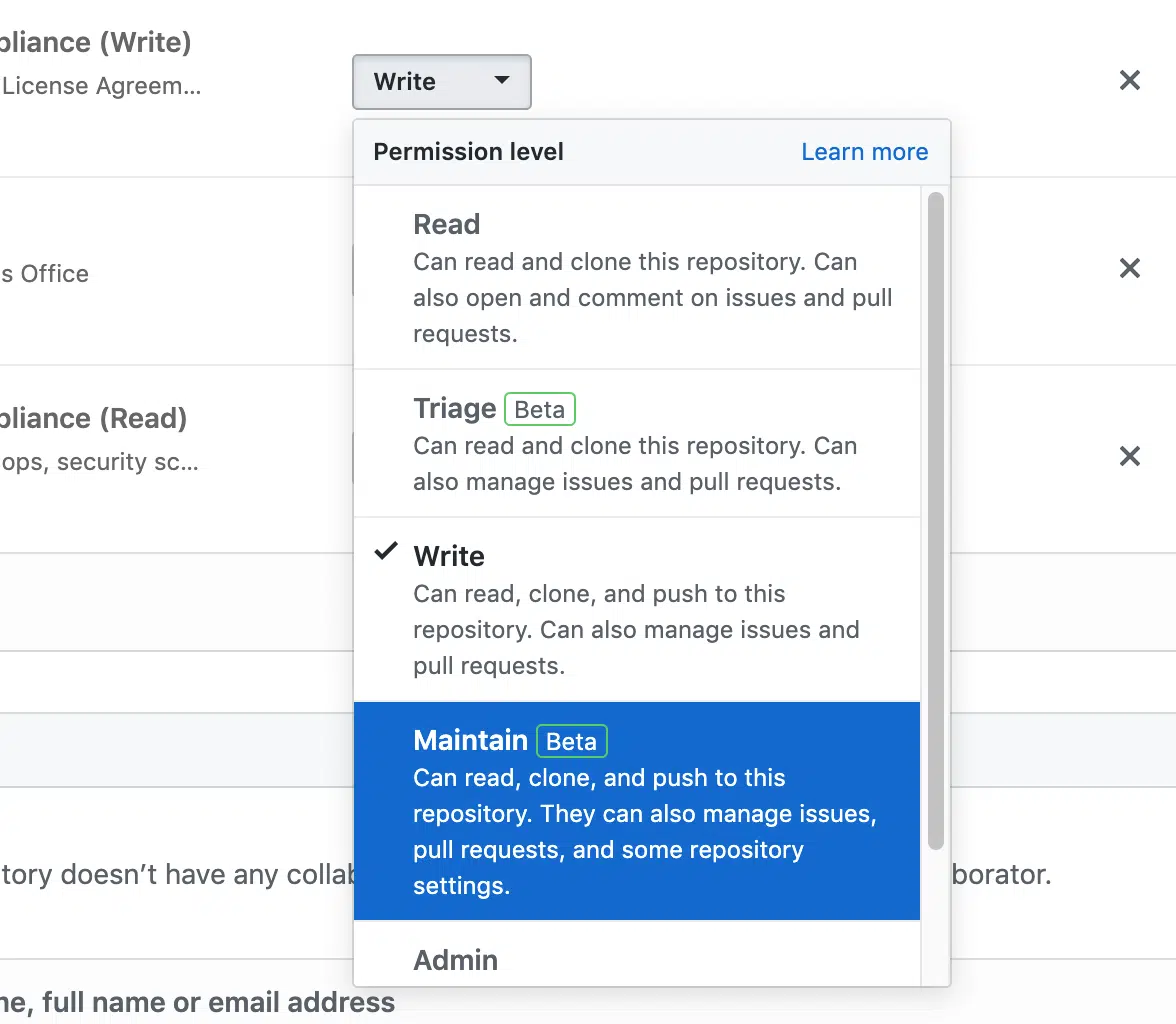 (Write)
License Agreem...
Write
Permission level
Learn more
Read
Can read and clone this repository. Can
also open and comment on issues and pull
requests.
s Office
Triage Beta
Can read and clone this repository. Can
also manage issues and pull requests.
pliance (Read)
ops, security sc...
Write
Can read, clone, and push to this
repository. Can also manage issues and
pull requests.
Maintain Beta
Can read, clone, and push to this
repository. They can also manage issues,
pull requests, and some repository
settings.
tory doesn’t have any collab
borator.
Admin
ne, full name or email address